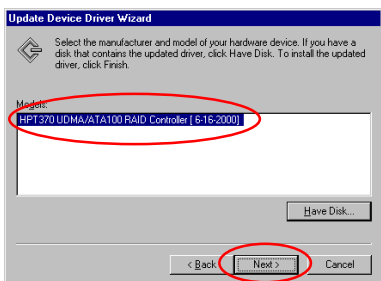 Update Device Driver Wizard
Select the manufacturer and model of your hardware device. If you have a
disk that contains the updated driver, click Have Disk. To install the updated
driver, click Finish.
Models:
HPT370 UDMA/ATA100 RAID Controller [ 6-16-2000]
Have Disk...
< Back
Next >
Cancel